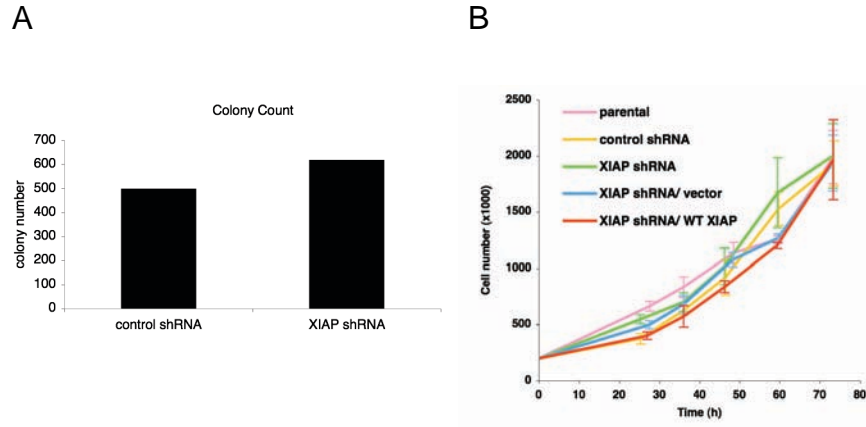 A
B
Colony Count
colony number
700
600
500
400
300
200
100
0
control shRNA
XIAP shRNA
Cell number (x1000)
2500
2000
1500
1000
500
0
parental
control shRNA
XIAP shRNA
XIAP shRNA/ vector
XIAP shRNA/ WT XIAP
0 10 20 30 40 50 60 70 80
Time (h)